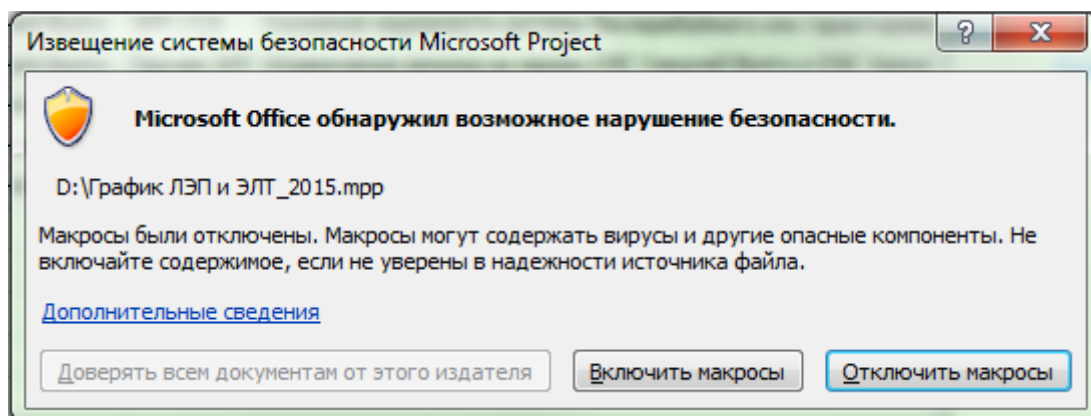 Извещение системы безопасности Microsoft Project
Microsoft Office обнаружил возможное нарушение безопасности.
D:\График ЛЭП и ЭЛТ_2015.mpp
Макросы были отключены. Макросы могут содержать вирусы и другие опасные компоненты. Не
включайте содержимое, если не уверены в надежности источника файла.
Дополнительные сведения
Доверять всем документам от этого издателя Включить макросы Отключить макросы